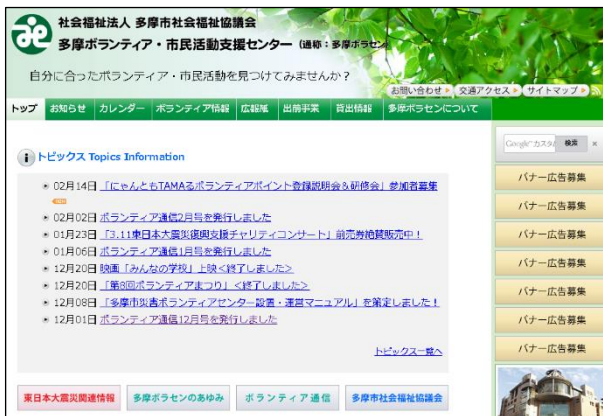 社会福祉法人 多摩市社会福祉協議会
多摩ボランティア・市民活動支援センター (通称：多摩ボラセン
自分に合ったボランティア・市民活動を見つけてみませんか？
お問い合わせ 交通アクセス サイトマップ
トップ お知らせ カレンダー ボランティア情報 広報紙 出前事業 貸出情報 多摩ボラセンについて
Google カスタ 検索 ×
トピックス Topics Information
02月14日 「にゃんともTAMAるボランティアポイント登録説明会＆研修会」参加者募集
02月02日 ボランティア通信2月号を発行しました
01月23日 「3.11東日本大震災復興支援チャリティコンサート」前売券絶賛販売中！
01月06日 ボランティア通信1月号を発行しました
12月20日 映画「みんなの学校」上映<終了しました>
12月20日 「第8回ボランティアまつり」<終了しました>
12月08日 「多摩市災害ボランティアセンター設置・運営マニュアル」を策定しました！
12月01日 ボランティア通信12月号を発行しました
トピックス一覧へ
バナー広告募集
バナー広告募集
バナー広告募集
バナー広告募集
バナー広告募集
バナー広告募集
バナー広告募集
東日本大震災関連情報 多摩ボラセンのあゆみ ボランティア通信 多摩市社会福祉協議会